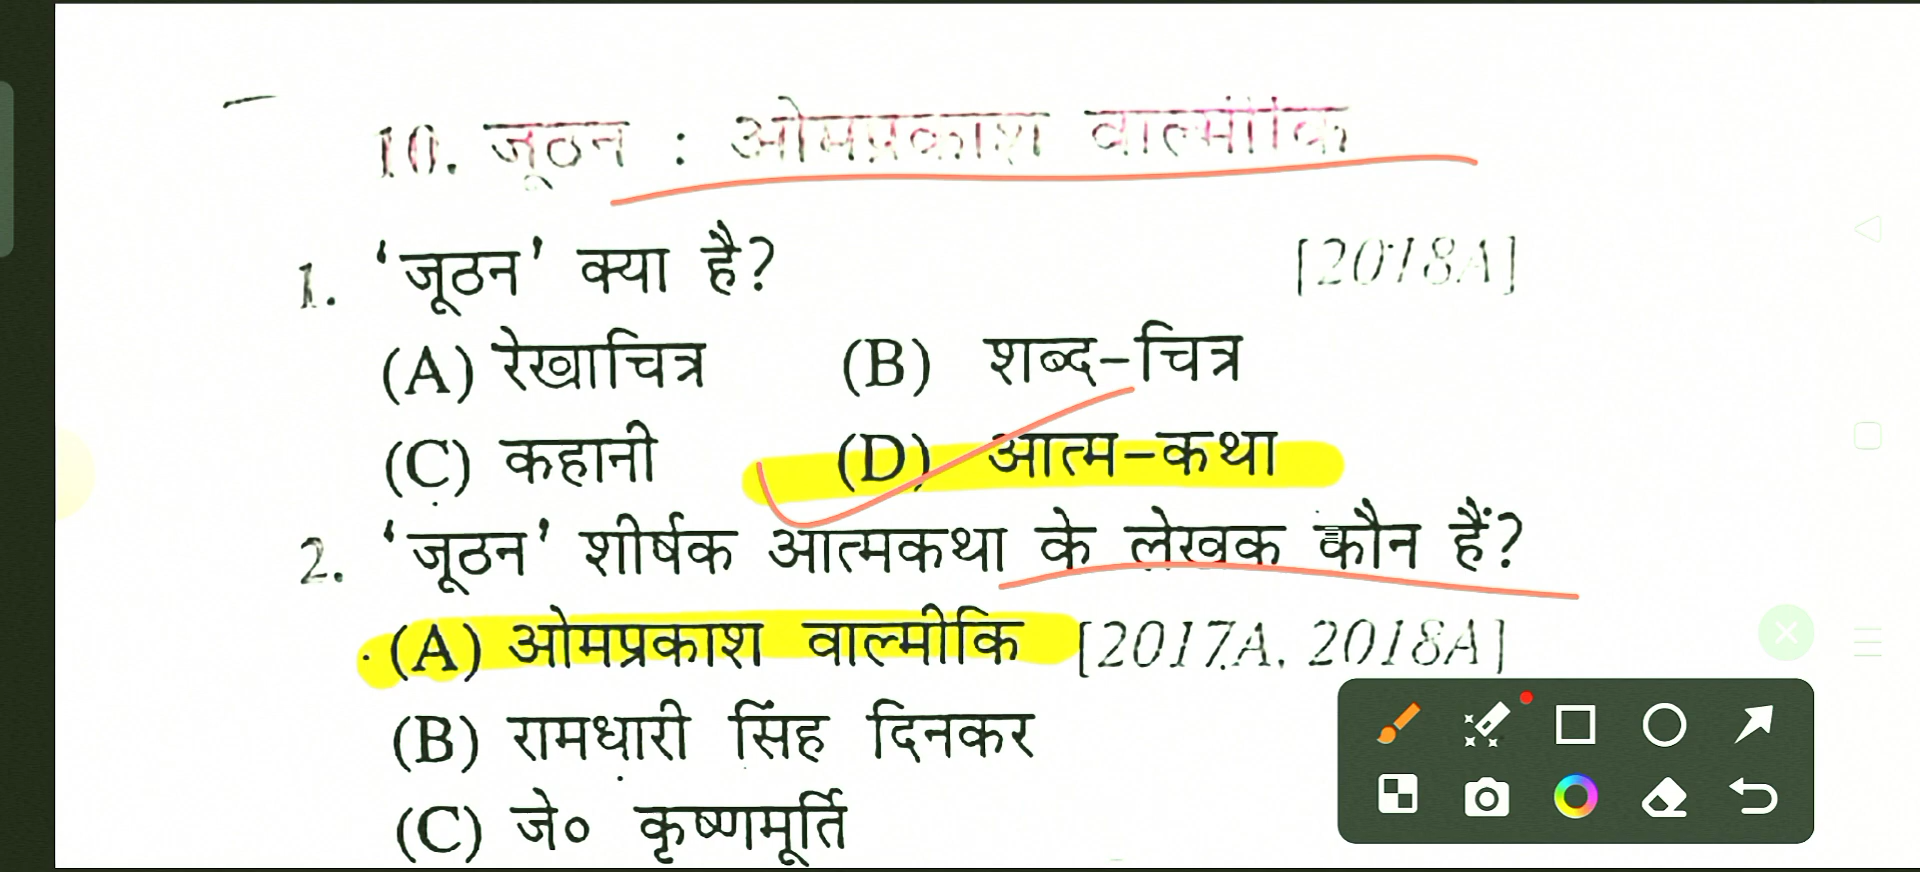 10. जूठन : ओमप्रकाश वाल्मीकि
1. ‘जूठन’ क्या है? [2018A]
(A) रेखाचित्र (B) शब्द-चित्र
(C) कहानी (D) आत्म-कथा
2. ‘जूठन’ शीर्षक आत्मकथा के लेखक कौन हैं?
(A) ओमप्रकाश वाल्मीकि [2017A, 2018A]
(B) रामधारी सिंह दिनकर
(C) जे० कृष्णमूर्ति